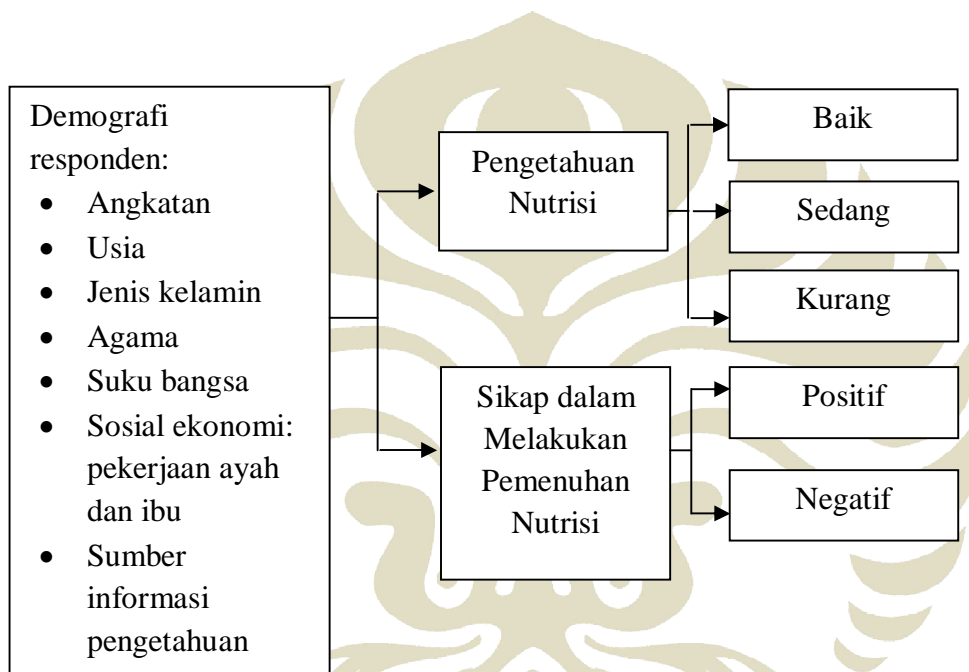 Demografi
responden:
• Angkatan
• Usia
• Jenis kelamin
• Agama
• Suku bangsa
• Sosial ekonomi:
pekerjaan ayah
dan ibu
• Sumber
informasi
pengetahuan
Pengetahuan
Nutrisi
Baik
Sedang
Kurang
Sikap dalam
Melakukan
Pemenuhan
Nutrisi
Positif
Negatif